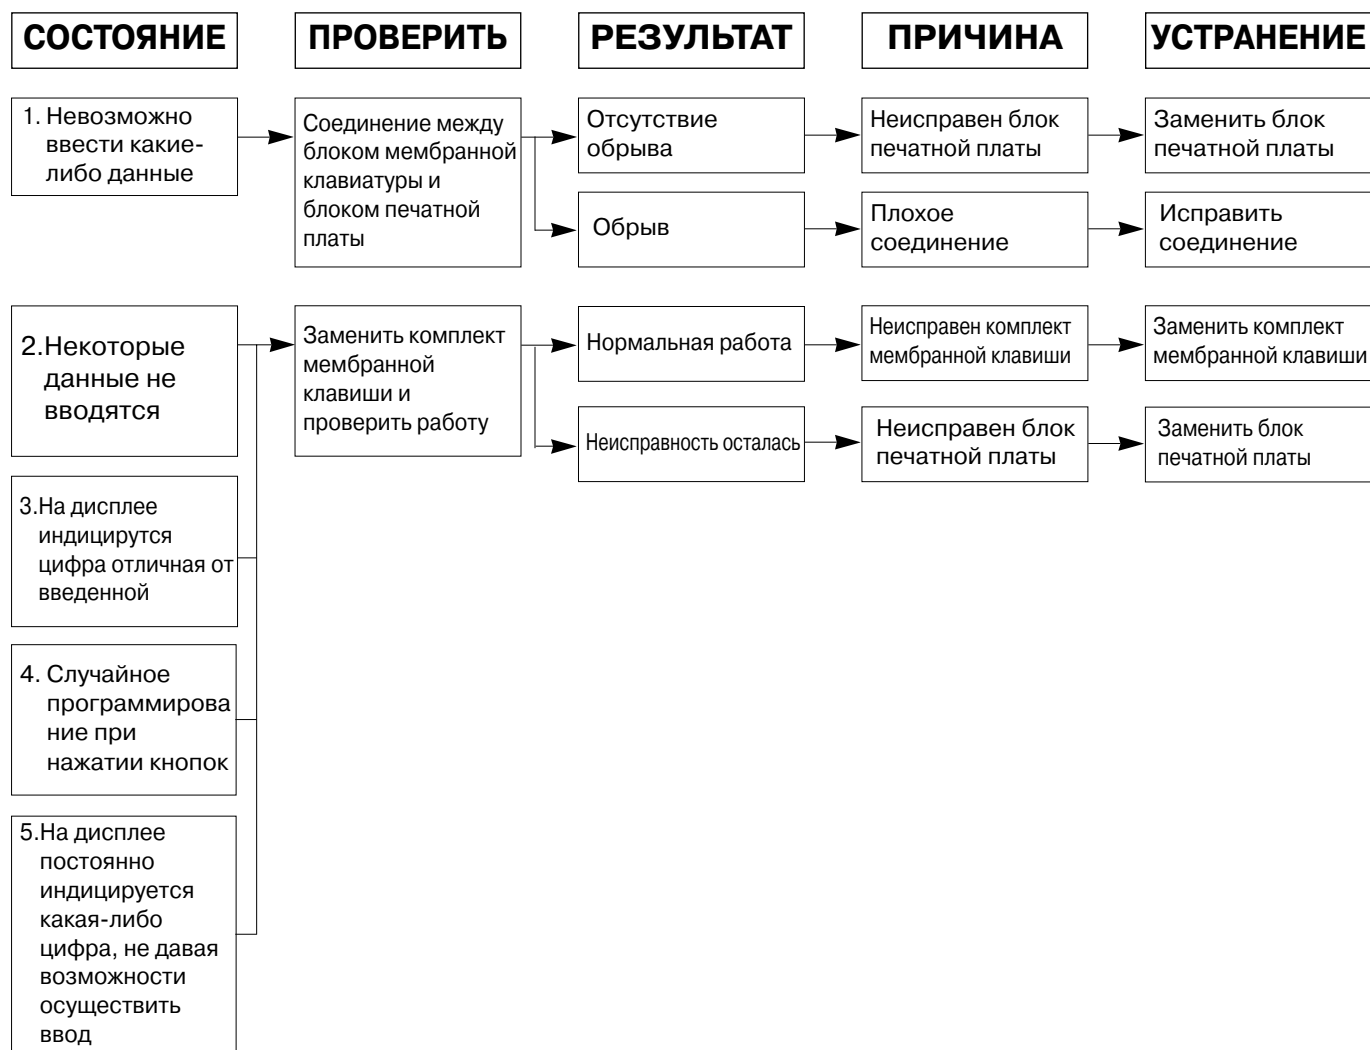 СОСТОЯНИЕ
ПРОВЕРИТЬ
РЕЗУЛЬТАТ
ПРИЧИНА
УСТРАНЕНИЕ
1. Невозможно
ввести какие-
либо данные
Соединение между
блоком мембранной
клавиатуры и
блоком печатной
платы
Отсутствие
обрыва
Неисправен блок
печатной платы
Заменить блок
печатной платы
Обрыв
Плохое
соединение
Исправить
соединение
2.Некоторые
данные не
вводятся
Заменить комплект
мембранной
клавиши и
проверить работу
Нормальная работа
Неисправен комплект
мембранной клавиши
Заменить комплект
мембранной клавиши
Неисправность осталась
Неисправен блок
печатной платы
Заменить блок
печатной платы
3.На дисплее
индицирутся
цифра отличная от
введенной
4. Случайное
программирова
ние при
нажатии кнопок
5.На дисплее
постоянно
индицируется
какая-либо
цифра, не давая
возможности
осуществить
ввод